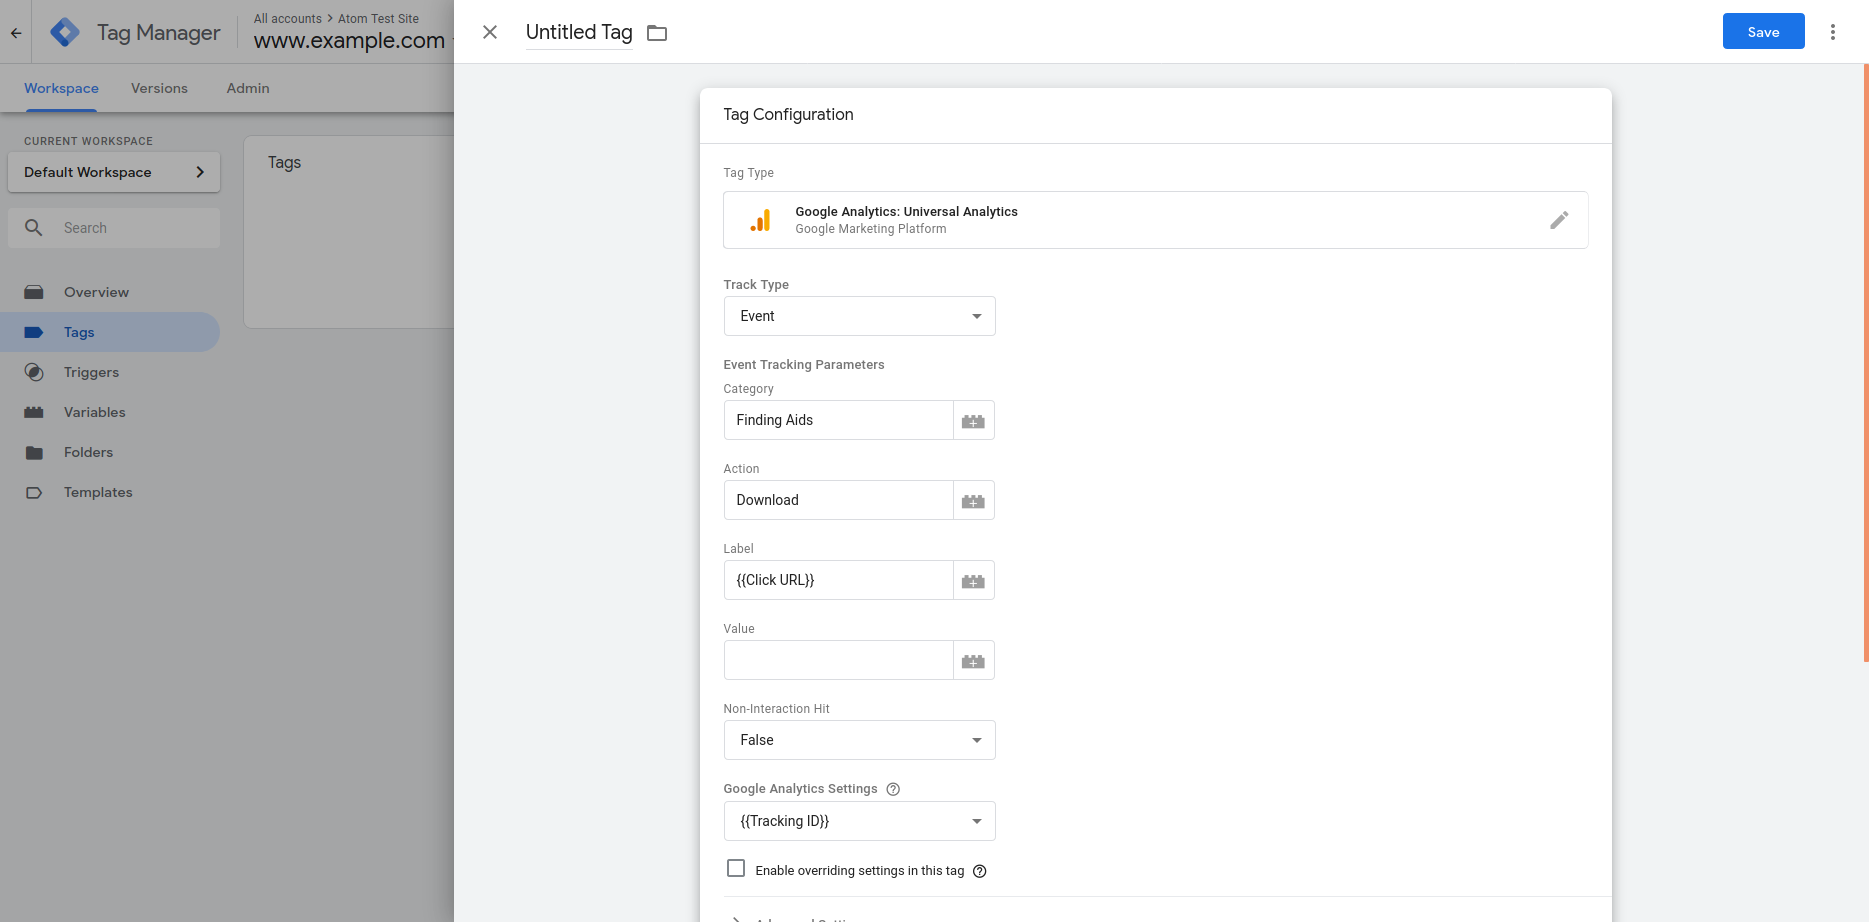 All accounts > Atom Test Site
Tag Manager
www.example.com
Untitled Tag
Save
Workspace
Versions
Admin
CURRENT WORKSPACE
Default Workspace
Search
Overview
Tags
Triggers
Variables
Folders
Templates
Tags
Tag Configuration
Tag Type
Google Analytics: Universal Analytics
Google Marketing Platform
Track Type
Event
Event Tracking Parameters
Category
Finding Aids
Action
Download
Label
{{Click URL}}
Value
Non-Interaction Hit
False
Google Analytics Settings
{{Tracking ID}}
Enable overriding settings in this tag